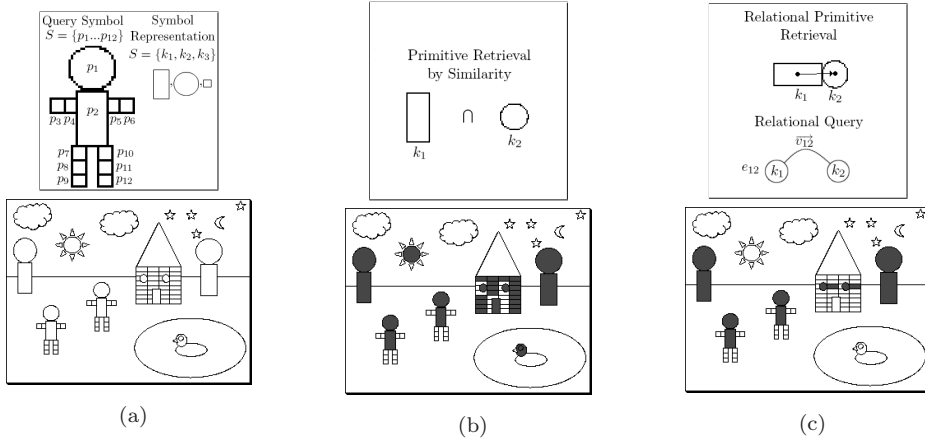 Query Symbol
S = {p₁...p₁₂}
Symbol
Representation
S = {k₁, k₂, k₃}
p₁
p₂
p₃ p₄
p₅ p₆
p₇
p₈
p₉
p₁₀
p₁₁
p₁₂
(a)
Primitive Retrieval
by Similarity
k₁
∩
k₂
(b)
Relational Primitive
Retrieval
k₁
k₂
Relational Query
v₁₂
e₁₂
k₁
k₂
(c)